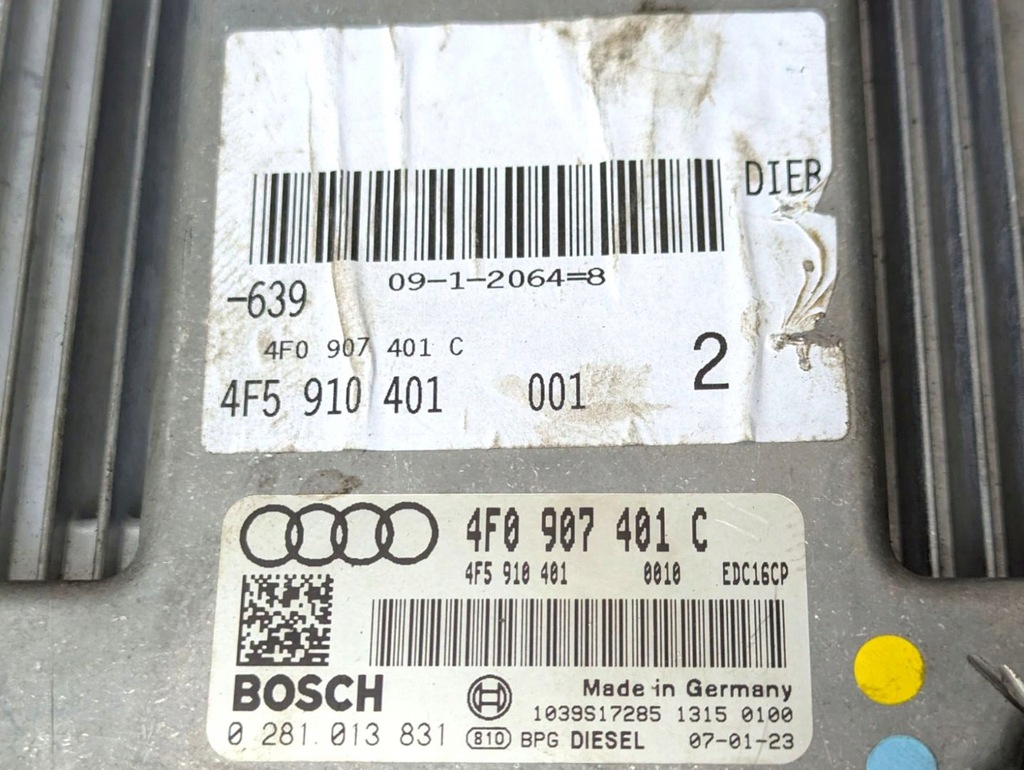 DIEB
09-1-2064=8
-639
4F0 907 401 C
4F5 910 401 001 2
4F0 907 401 C
4F5 910 401 0010 EDC16CP
BOSCH Made in Germany
1039S17285 1315 0100
0 281 013 831 810 BPG DIESEL 07-01-23